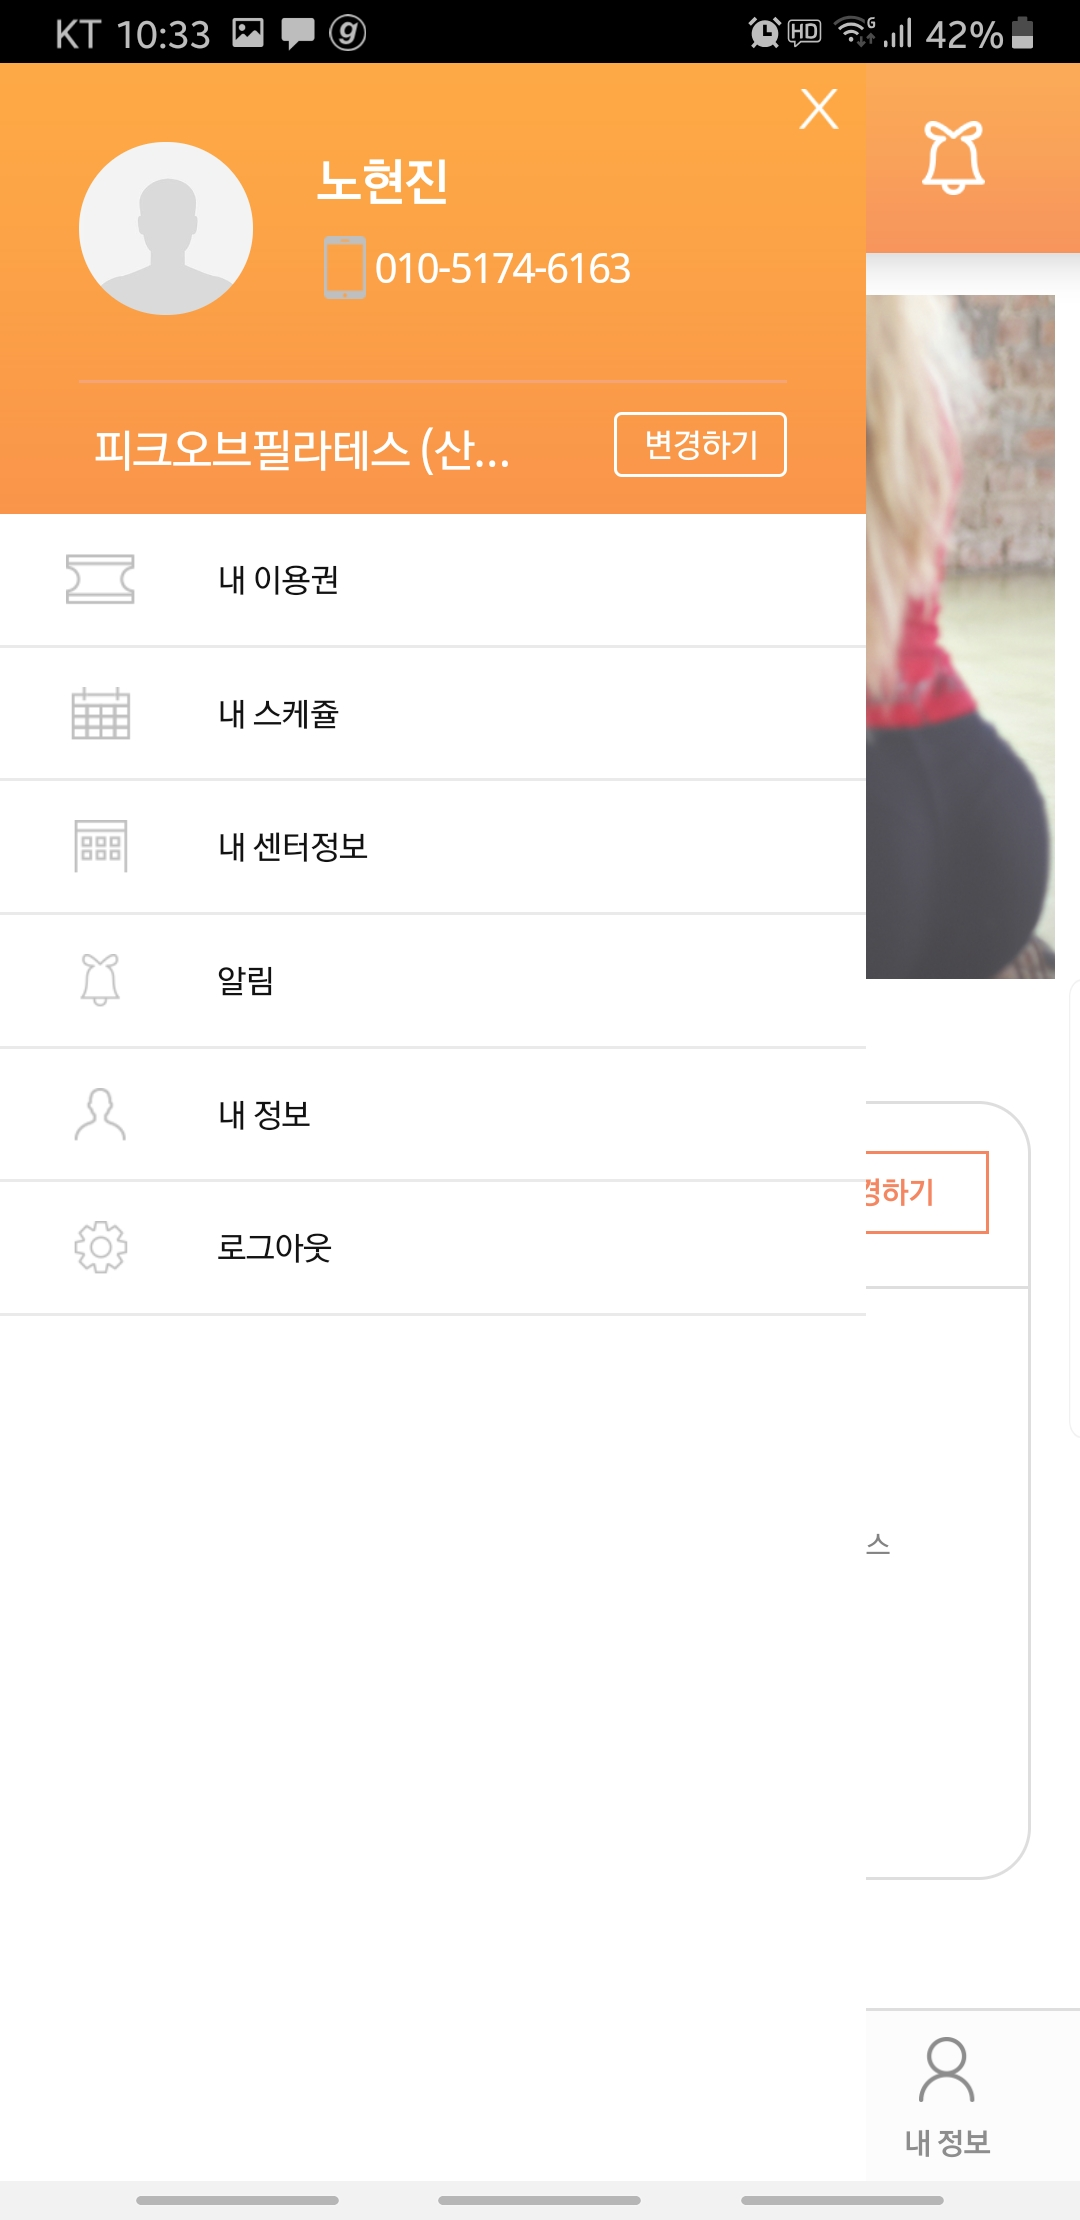 KT 10:33
HD
42%
노현진
010-5174-6163
피크오브필라테스 (산...
변경하기
내 이용권
내 스케쥴
내 센터정보
알림
내 정보
로그아웃
경하기
스
내 정보